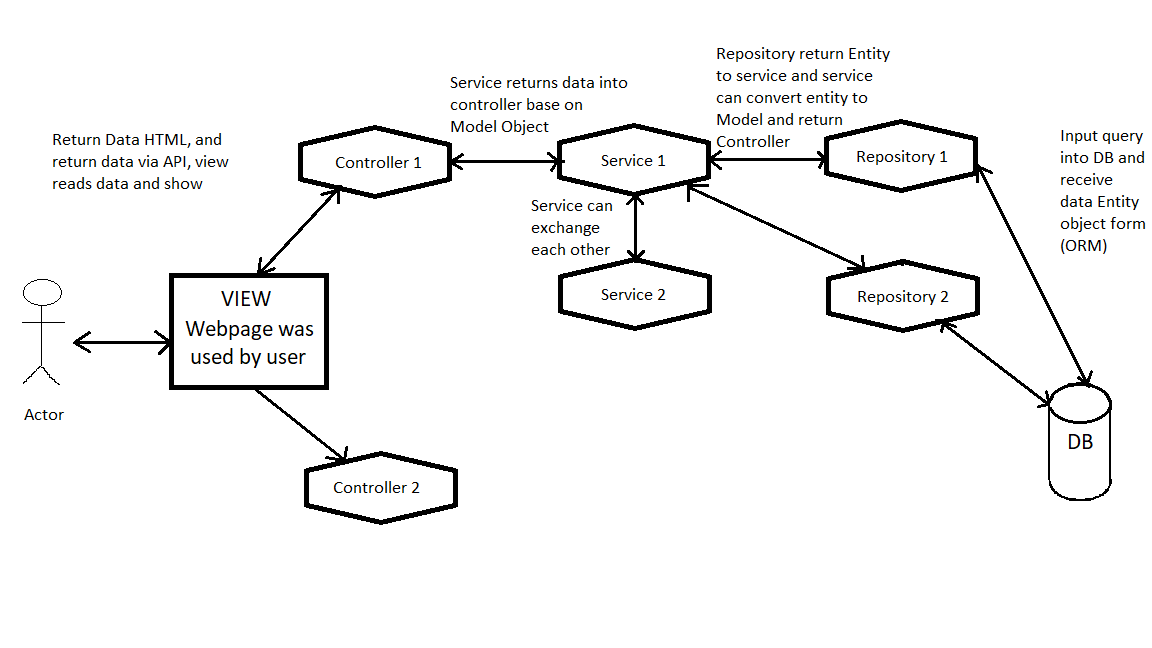 Repository return Entity
to service and service
can convert entity to
Model and return
Controller
Service returns data into
controller base on
Model Object
Return Data HTML, and
return data via API, view
reads data and show
Input query
into DB and
receive
data Entity
object form
(ORM)
Controller 1
Service 1
Repository 1
Service can
exchange
each other
Service 2
Repository 2
VIEW
Webpage was
used by user
Actor
DB
Controller 2